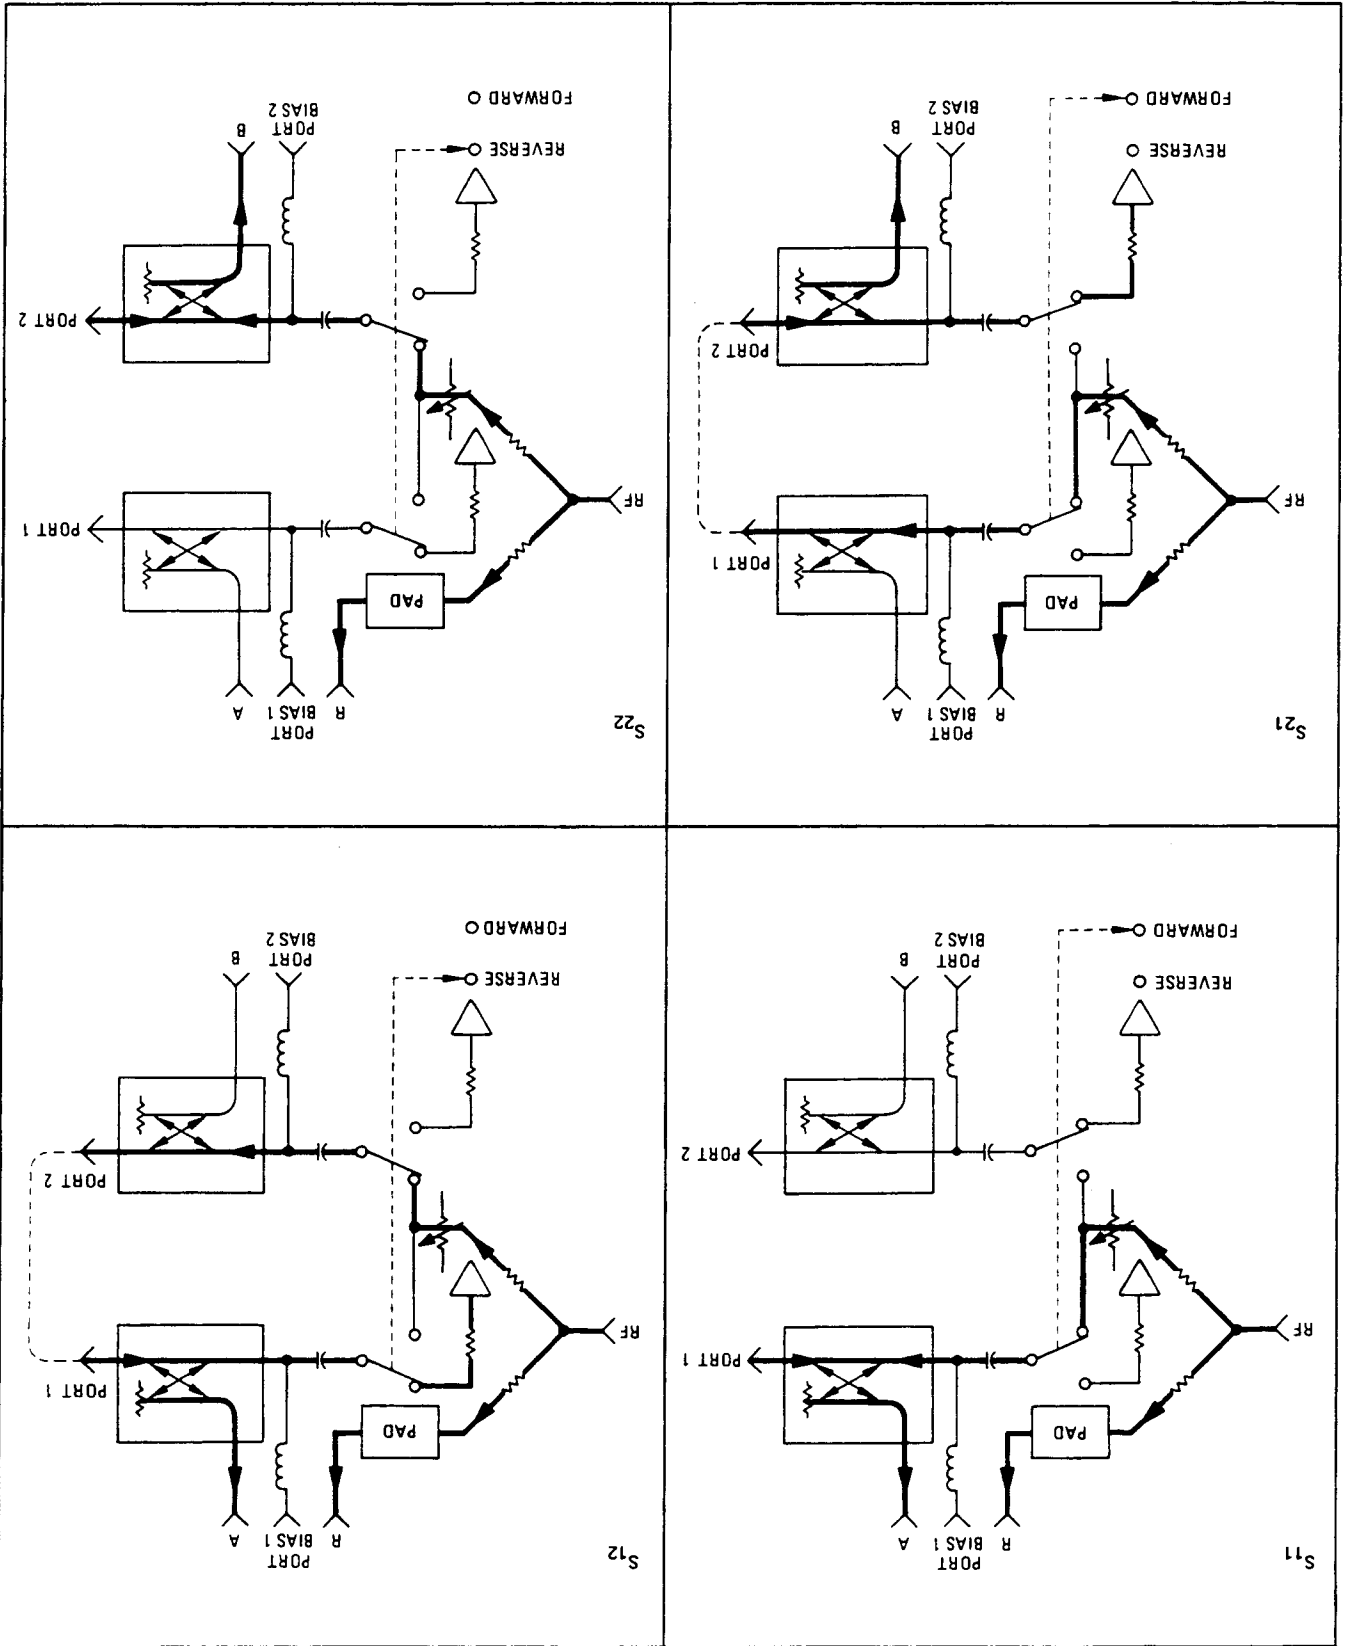 S11
PORT
R BIAS 1 A
PAD
PORT 1
RF
PORT 2
REVERSE
FORWARD
B
PORT
BIAS 2
S12
PORT
R BIAS 1 A
PAD
PORT 1
RF
PORT 2
REVERSE
FORWARD
B
PORT
BIAS 2
S21
PORT
R BIAS 1 A
PAD
PORT 1
RF
PORT 2
REVERSE
FORWARD
B
PORT
BIAS 2
S22
PORT
R BIAS 1 A
PAD
PORT 1
RF
PORT 2
REVERSE
FORWARD
B
PORT
BIAS 2